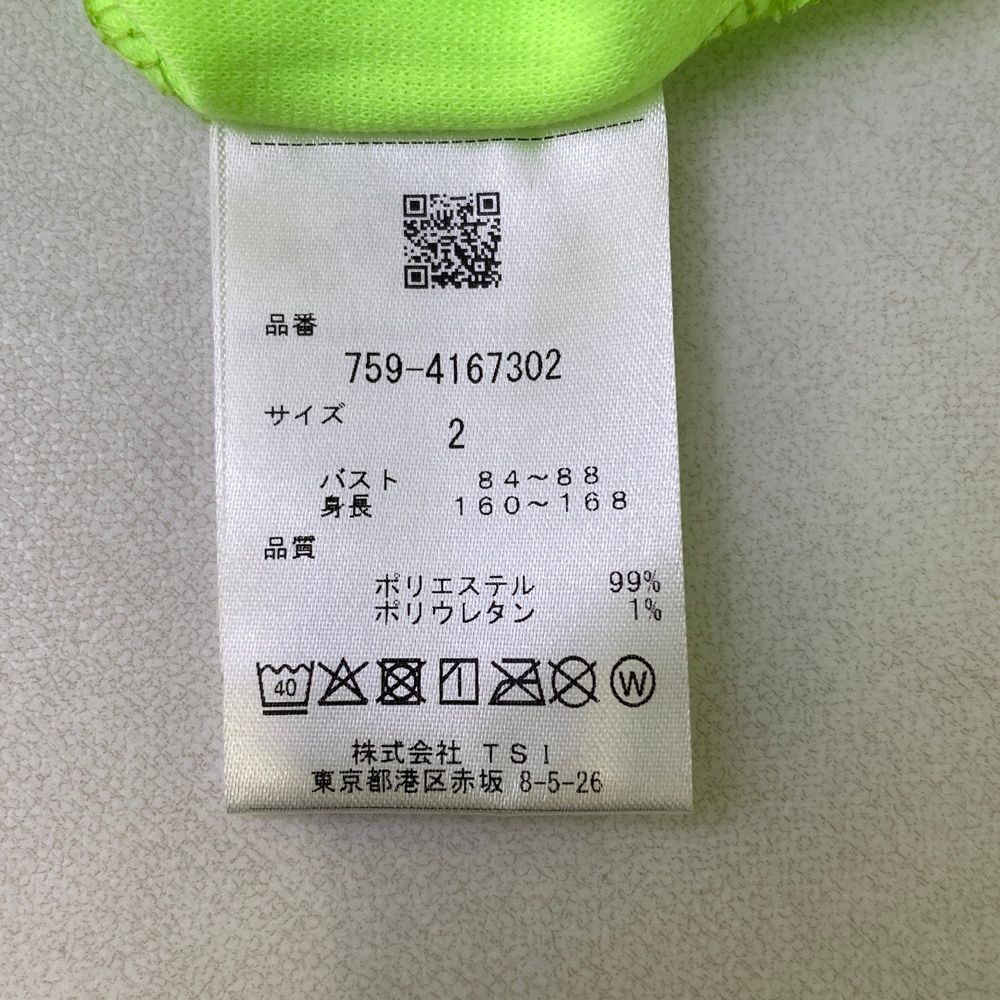 品番
759-4167302
サイズ
2
バスト 84～88
身長 160～168
品質
ポリエステル 99%
ポリウレタン 1%
40 W
株式会社 TSI
東京都港区赤坂 8-5-26